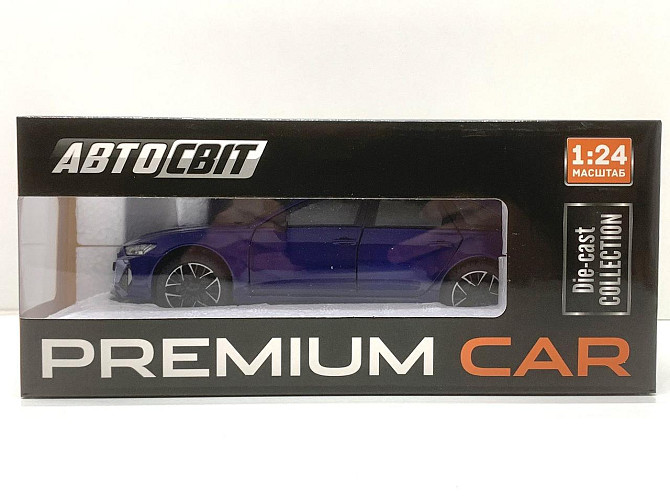 АВТОСВІТ
1:24
МАСШТАБ
Die-cast
COLLECTION
PREMIUM CAR